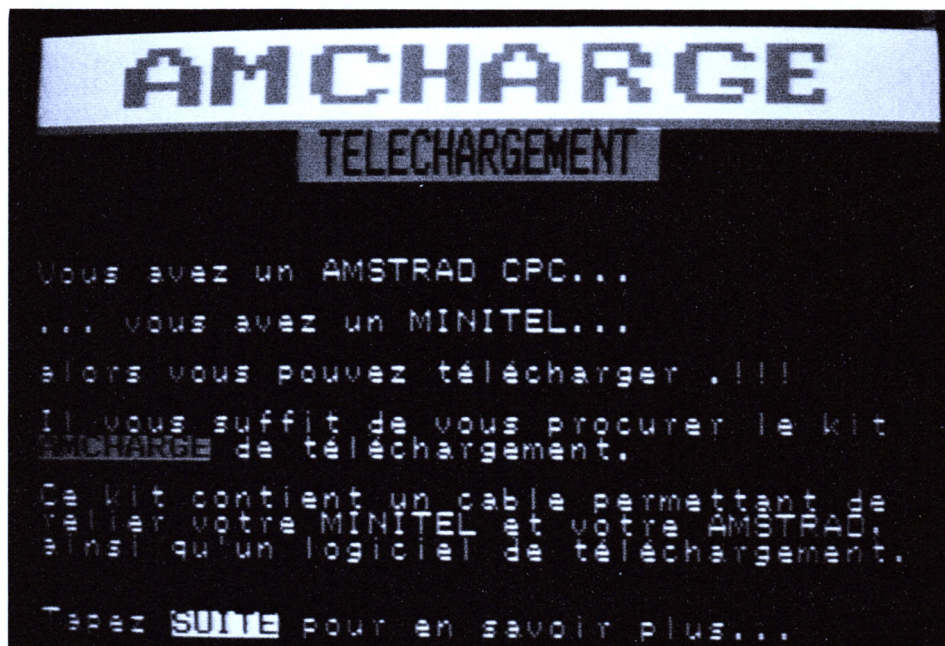 AMCHARGE
TELECHARGEMENT
Vous avez un AMSTRAD CPC...
... vous avez un MINITEL...
alors vous pouvez télécharger .!!!
Il vous suffit de vous procurer le kit
AMCHARGE de téléchargement.
Ce kit contient un cable permettant de
relier votre MINITEL et votre AMSTRAD,
ainsi qu'un logiciel de téléchargement.
Tapez SUITE pour en savoir plus...